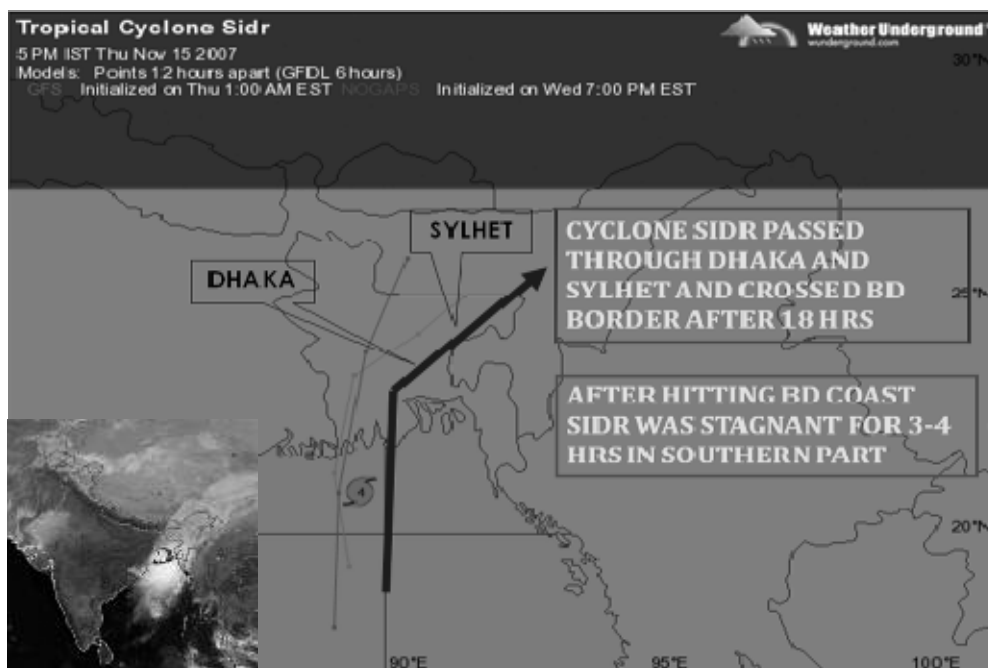 Tropical Cyclone Sidr
Weather Underground
wunderground.com
5 PM IST Thu Nov 15 2007
Models: Points 12 hours apart (GFDL 6 hours)
GFS Initialized on Thu 1:00 AM EST NOGAPS Initialized on Wed 7:00 PM EST
30°N
SYLHET
DHAKA
CYCLONE SIDR PASSED
THROUGH DHAKA AND
SYLHET AND CROSSED BD
BORDER AFTER 18 HRS
25°N
AFTER HITTING BD COAST
SIDR WAS STAGNANT FOR 3-4
HRS IN SOUTHERN PART
4
20°N
90°E
95°E
100°E